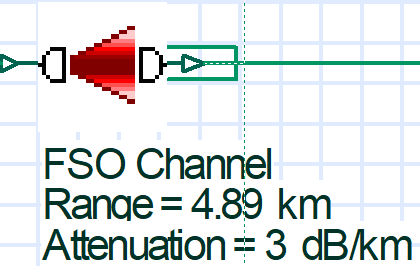 FSO Channel
Range = 4.89 km
Attenuation = 3 dB/km